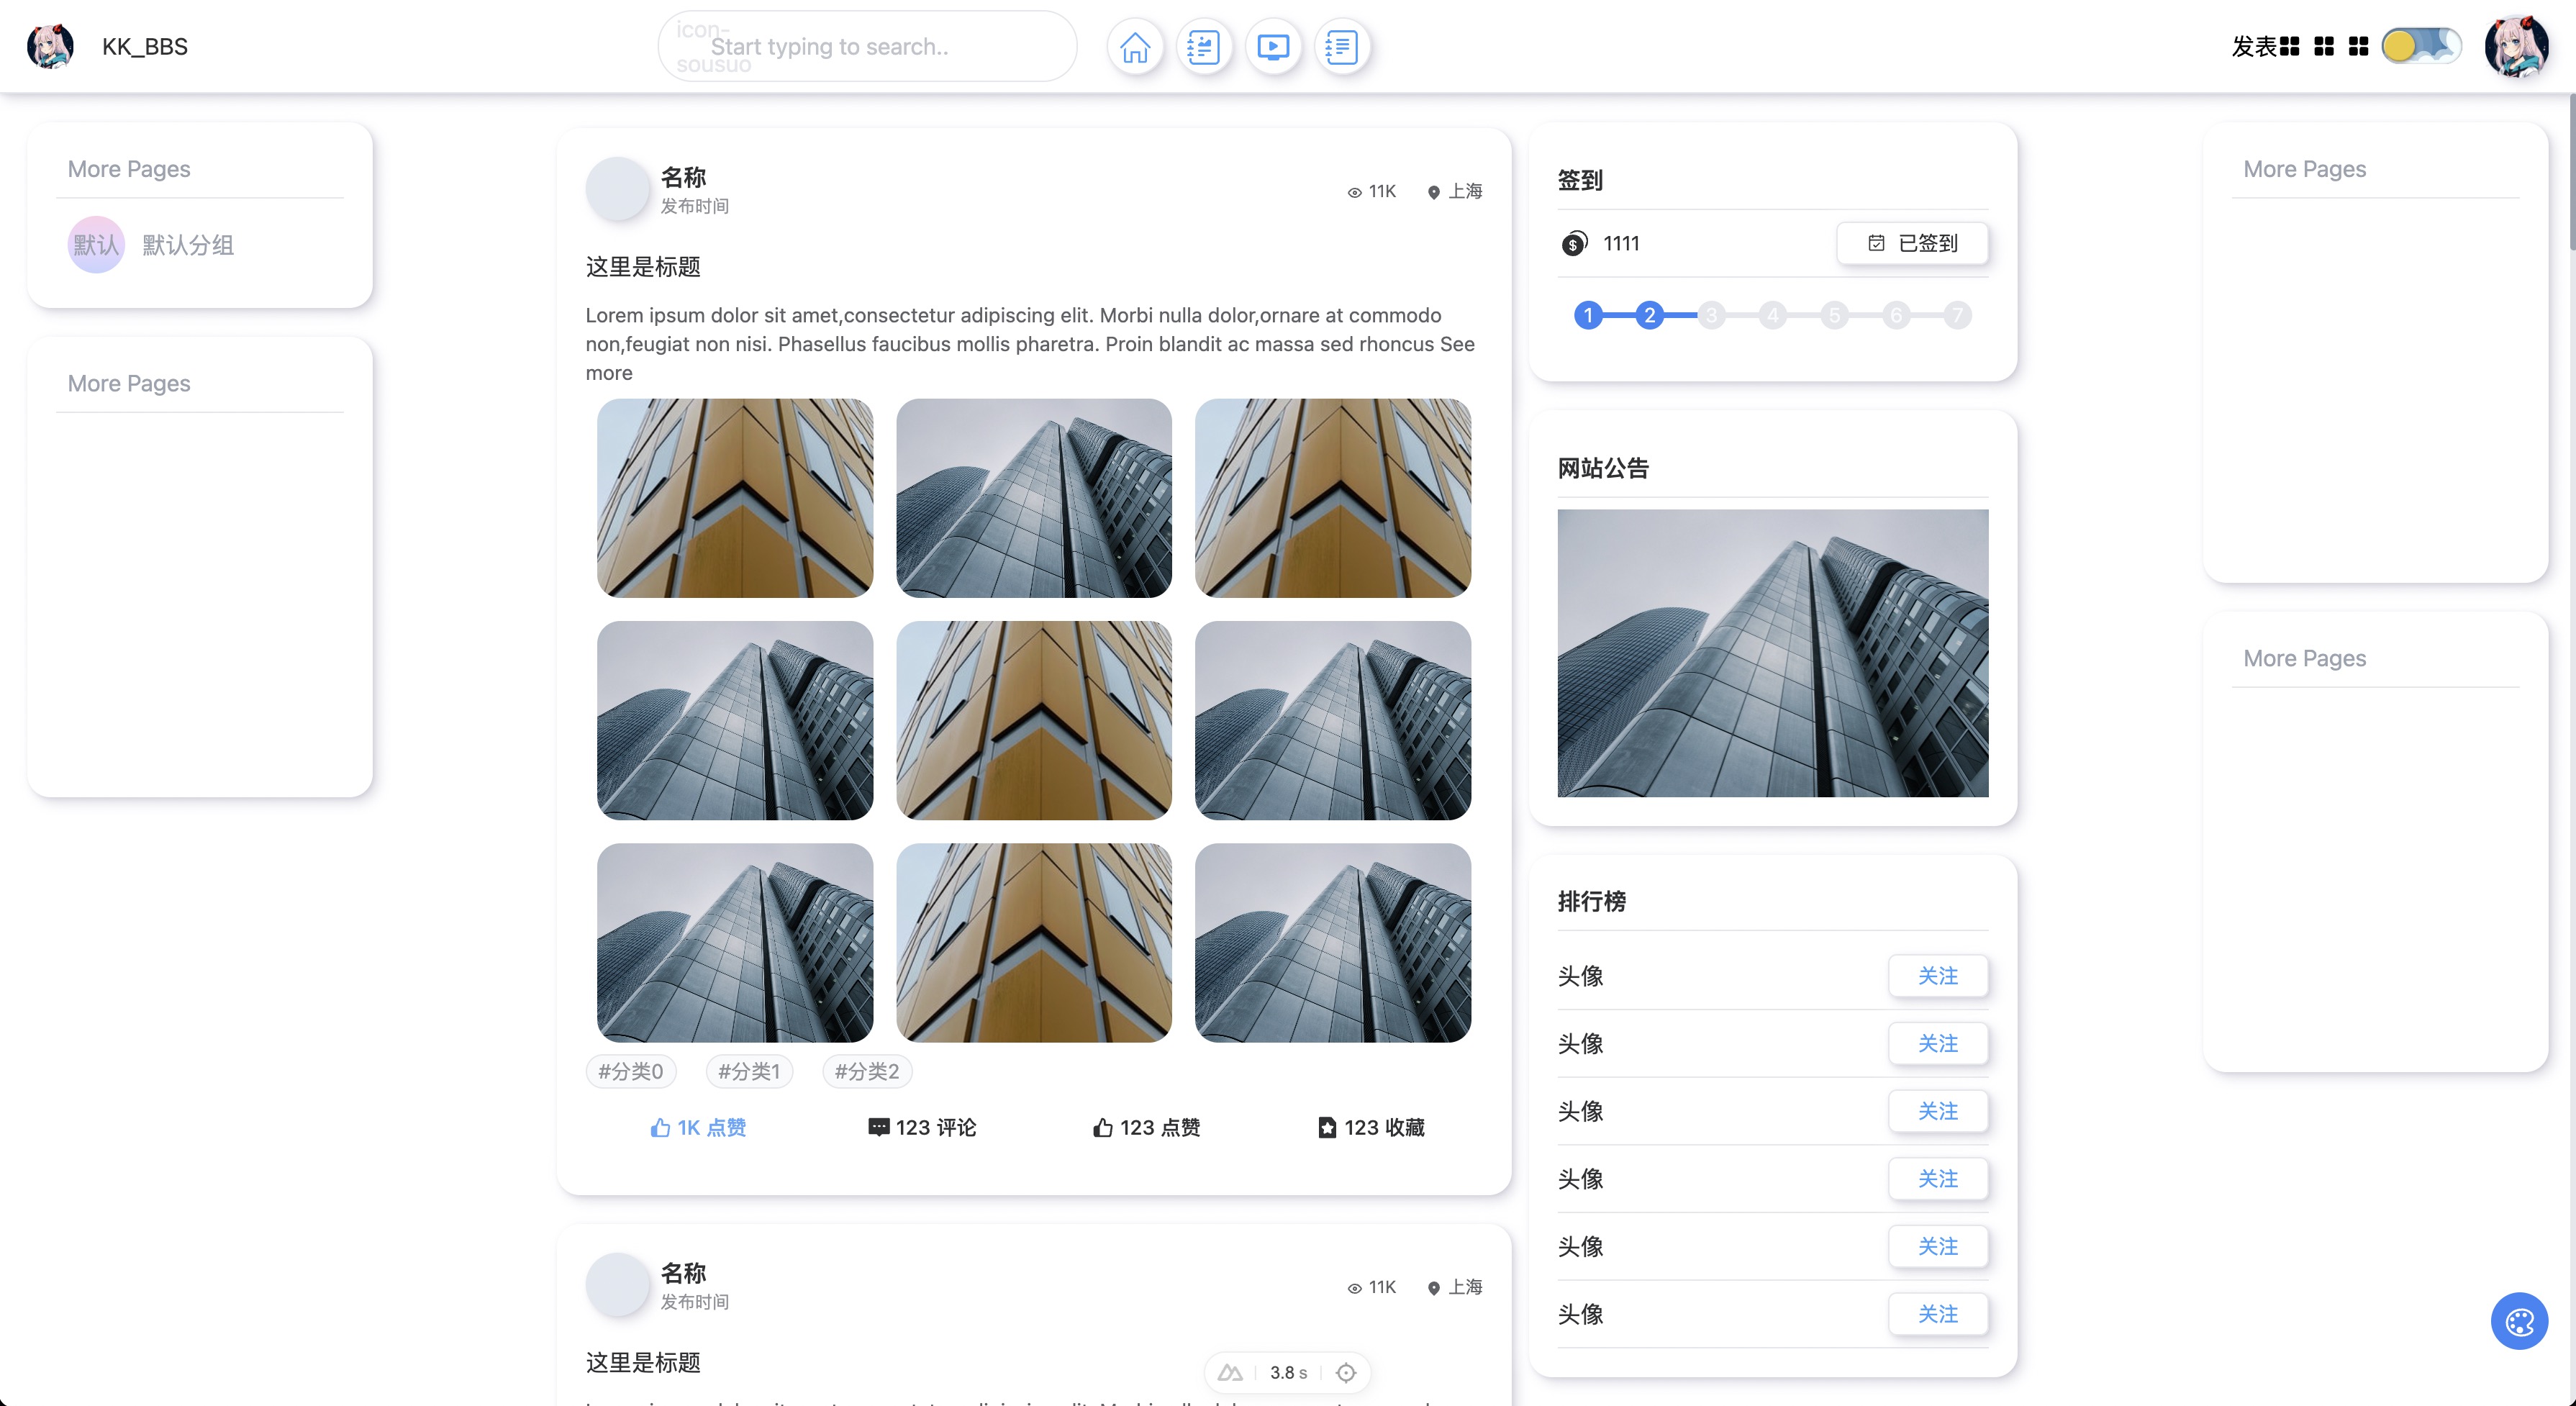 KK_BBS
icon-
sousuo
Start typing to search..
发表
More Pages
默认 默认分组
More Pages
名称
发布时间
11K 上海
这里是标题
Lorem ipsum dolor sit amet,consectetur adipiscing elit. Morbi nulla dolor,ornare at commodo
non,feugiat non nisi. Phasellus faucibus mollis pharetra. Proin blandit ac massa sed rhoncus See
more
#分类0 #分类1 #分类2
1K 点赞 123 评论 123 点赞 123 收藏
名称
发布时间
11K 上海
这里是标题
3.8 s
签到
1111 已签到
1 2 3 4 5 6 7
网站公告
排行榜
头像 关注
头像 关注
头像 关注
头像 关注
头像 关注
头像 关注
More Pages
More Pages